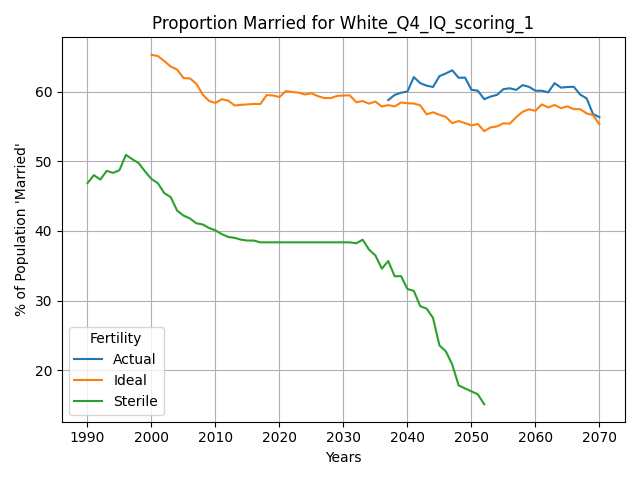 Proportion Married for White_Q4_IQ_scoring_1
% of Population 'Married'
60
50
40
30
20
Fertility
Actual
Ideal
Sterile
1990 2000 2010 2020 2030 2040 2050 2060 2070
Years